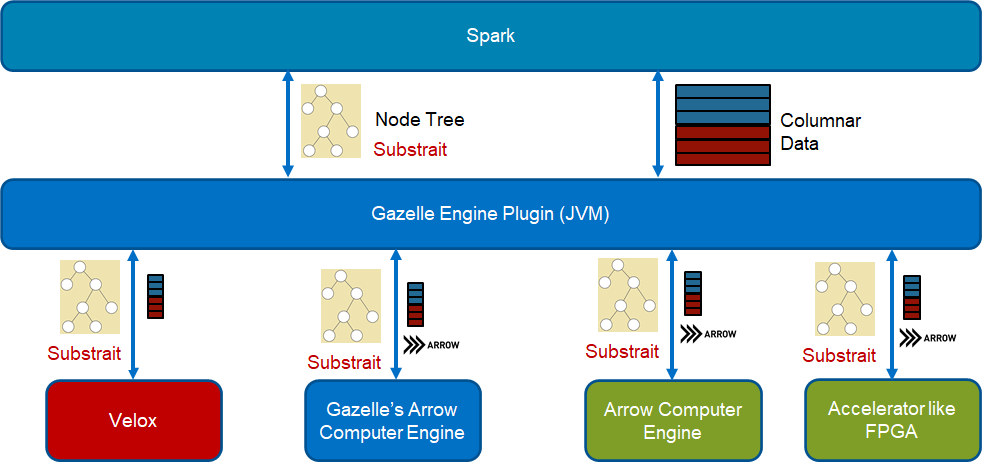 Spark
Node Tree
Substrait
Columnar
Data
Gazelle Engine Plugin (JVM)
Substrait
Substrait
ARROW
Substrait
ARROW
Substrait
ARROW
Velox
Gazelle's Arrow
Computer Engine
Arrow Computer
Engine
Accelerator like
FPGA